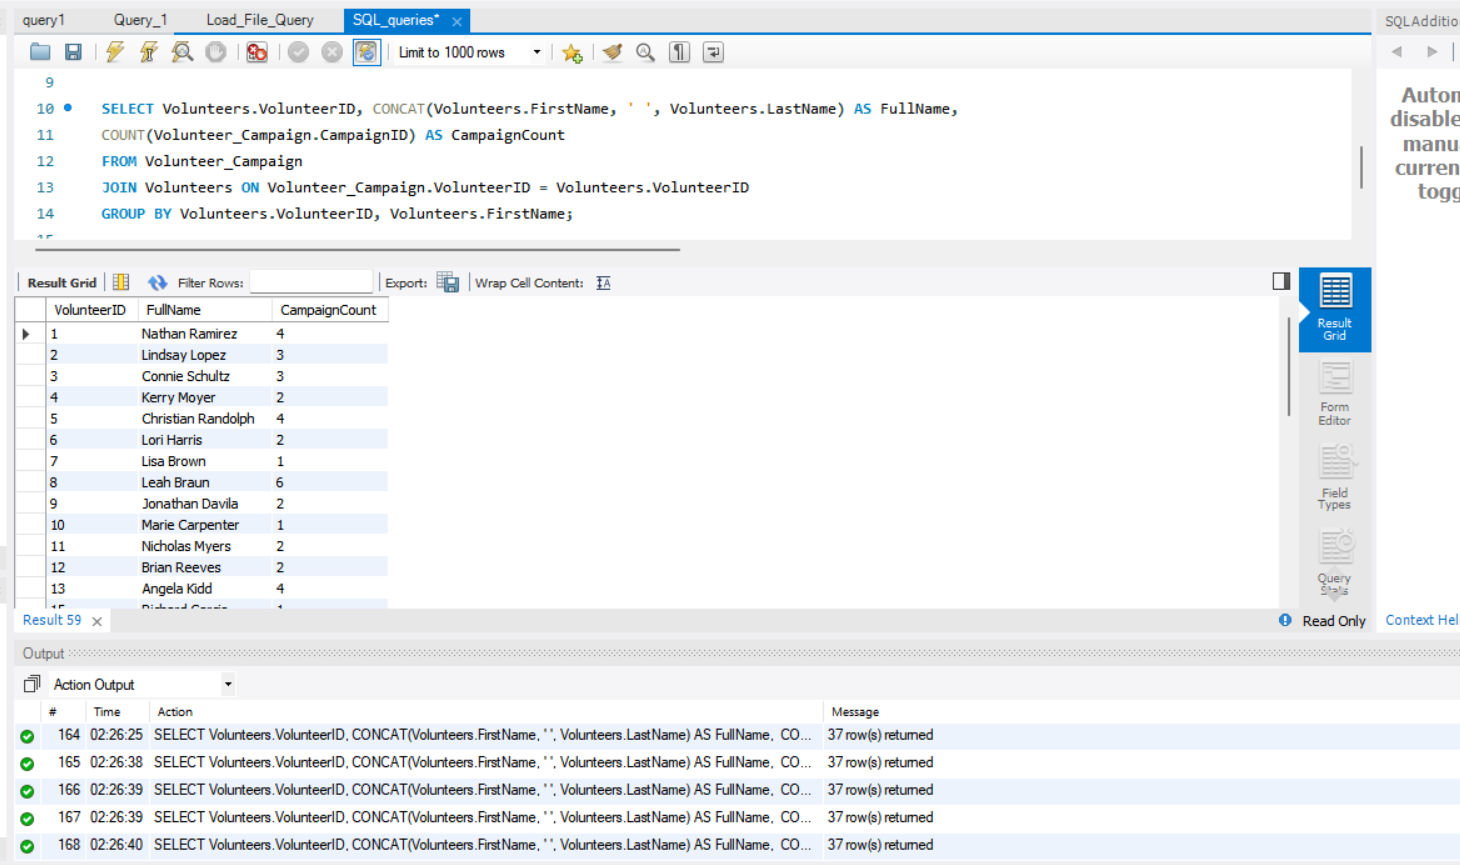 query1 Query_1 Load_File_Query SQL_queries* SQLAdditio
Limit to 1000 rows
9
10 SELECT Volunteers.VolunteerID, CONCAT(Volunteers.FirstName, ' ', Volunteers.LastName) AS FullName,
11 COUNT(Volunteer_Campaign.CampaignID) AS CampaignCount
12 FROM Volunteer_Campaign
13 JOIN Volunteers ON Volunteer_Campaign.VolunteerID = Volunteers.VolunteerID
14 GROUP BY Volunteers.VolunteerID, Volunteers.FirstName;
Autom
disable
manu
curren
togg
Result Grid Filter Rows: Export: Wrap Cell Content:
VolunteerID FullName CampaignCount
1 Nathan Ramirez 4
2 Lindsay Lopez 3
3 Connie Schultz 3
4 Kerry Moyer 2
5 Christian Randolph 4
6 Lori Harris 2
7 Lisa Brown 1
8 Leah Braun 6
9 Jonathan Davila 2
10 Marie Carpenter 1
11 Nicholas Myers 2
12 Brian Reeves 2
13 Angela Kidd 4
Result
Grid
Form
Editor
Field
Types
Query
Stats
Result 59 Read Only Context Hel
Output
Action Output
# Time Action Message
164 02:26:25 SELECT Volunteers.VolunteerID, CONCAT(Volunteers.FirstName, ' ', Volunteers.LastName) AS FullName, CO... 37 row(s) returned
165 02:26:38 SELECT Volunteers.VolunteerID, CONCAT(Volunteers.FirstName, ' ', Volunteers.LastName) AS FullName, CO... 37 row(s) returned
166 02:26:39 SELECT Volunteers.VolunteerID, CONCAT(Volunteers.FirstName, ' ', Volunteers.LastName) AS FullName, CO... 37 row(s) returned
167 02:26:39 SELECT Volunteers.VolunteerID, CONCAT(Volunteers.FirstName, ' ', Volunteers.LastName) AS FullName, CO... 37 row(s) returned
168 02:26:40 SELECT Volunteers.VolunteerID, CONCAT(Volunteers.FirstName, ' ', Volunteers.LastName) AS FullName, CO... 37 row(s) returned